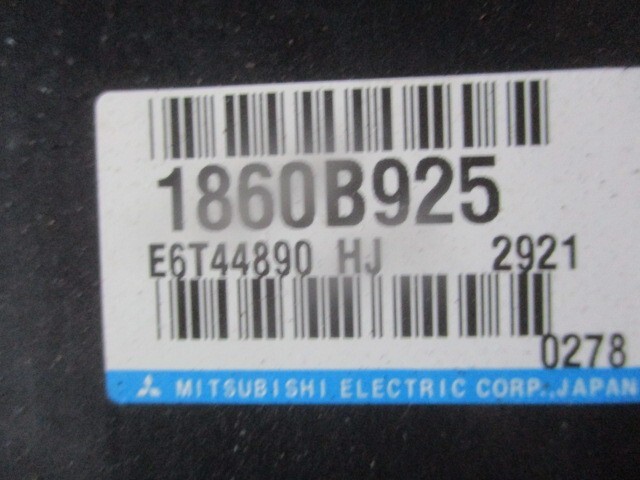 1860B925
E6T44890 HJ 2921
0278
MITSUBISHI ELECTRIC CORP.,JAPAN